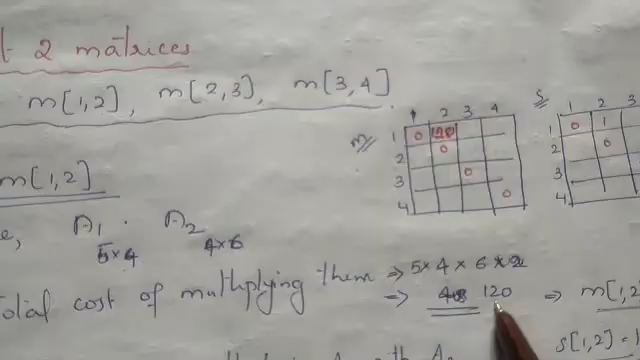 t 2 matrices
m[1,2], m[2,3], m[3,4]
m 1 2 3 4
1 0 120
2 0
3 0
4 0
s 1 2 3
1 0 1
2 0
3
4
m[1,2]
e, A1 . A2
5×4 4×6
otal cost of multplying them ⇒ 5×4×6
⇒ 120 ⇒ m[1,2
s[1,2]=1